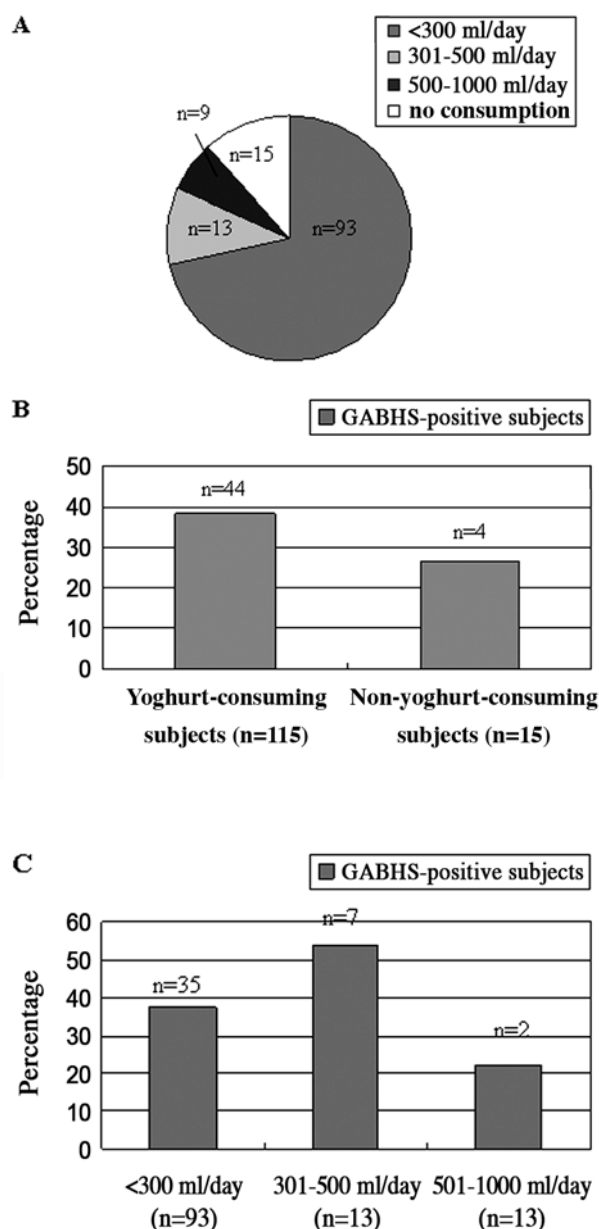 A
<300 ml/day
301-500 ml/day
500-1000 ml/day
no consumption
n=9
n=15
n=13
n=93
B
GABHS-positive subjects
Percentage
50
40
30
20
10
0
n=44
n=4
Yoghurt-consuming
subjects (n=115)
Non-yoghurt-consuming
subjects (n=15)
C
GABHS-positive subjects
Percentage
60
50
40
30
20
10
0
n=35
n=7
n=2
<300 ml/day
(n=93)
301-500 ml/day
(n=13)
501-1000 ml/day
(n=13)